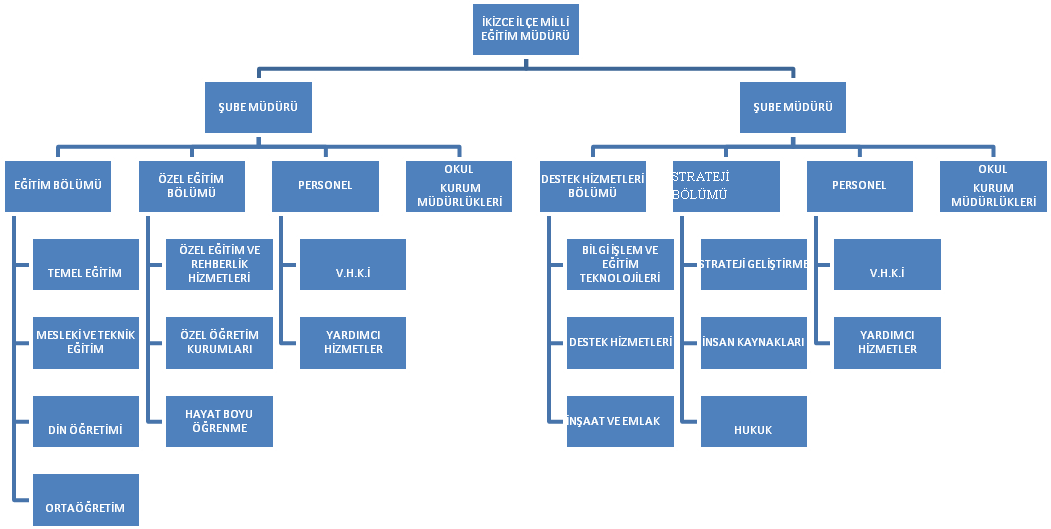 İKİZCE İLÇE MİLLİ
EĞİTİM MÜDÜRÜ
ŞUBE MÜDÜRÜ
ŞUBE MÜDÜRÜ
EĞİTİM BÖLÜMÜ
ÖZEL EĞİTİM
BÖLÜMÜ
PERSONEL
OKUL
KURUM
MÜDÜRLÜKLERİ
DESTEK HİZMETLERİ
BÖLÜMÜ
STRATEJİ
BÖLÜMÜ
PERSONEL
OKUL
KURUM
MÜDÜRLÜKLERİ
TEMEL EĞİTİM
ÖZEL EĞİTİM VE
REHBERLİK
HİZMETLERİ
V.H.K.İ
BİLGİ İŞLEM VE
EĞİTİM
TEKNOLOJİLERİ
STRATEJİ GELİŞTİRME
V.H.K.İ
MESLEKİ VE TEKNİK
EĞİTİM
ÖZEL ÖĞRETİM
KURUMLARI
YARDIMCI
HİZMETLER
DESTEK HİZMETLERİ
İNSAN KAYNAKLARI
YARDIMCI
HİZMETLER
DİN ÖĞRETİMİ
HAYAT BOYU
ÖĞRENME
İNŞAAT VE EMLAK
HUKUK
ORTAÖĞRETİM